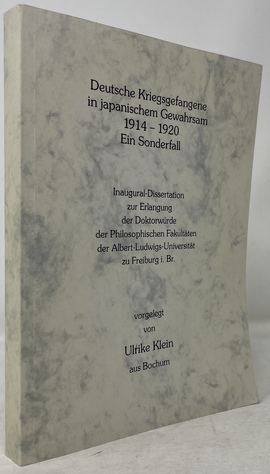 Deutsche Kriegsgefangene
in japanischem Gewahrsam
1914 – 1920
Ein Sonderfall
Inaugural-Dissertation
zur Erlangung
der Doktorwürde
der Philosophischen Fakultäten
der Albert-Ludwigs-Universität
zu Freiburg i. Br.
vorgelegt
von
Ulrike Klein
aus Bochum